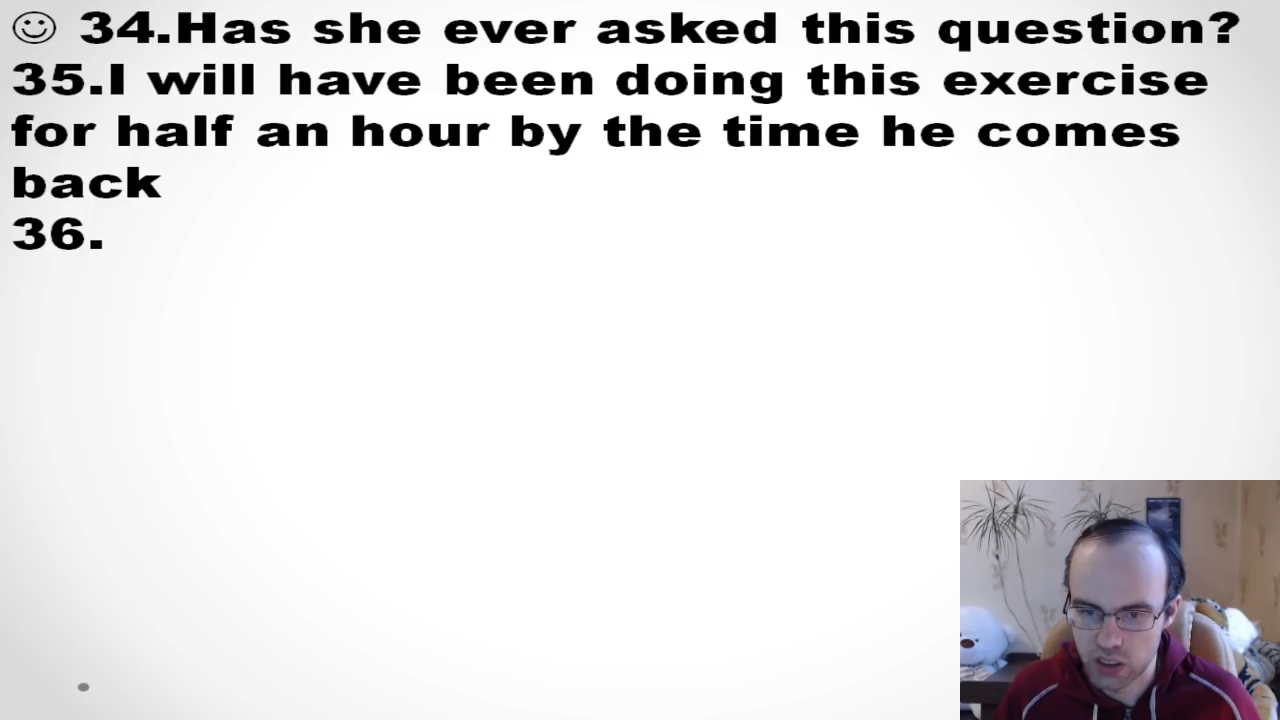 ☺ 34.Has she ever asked this question?
35.I will have been doing this exercise
for half an hour by the time he comes
back
36.